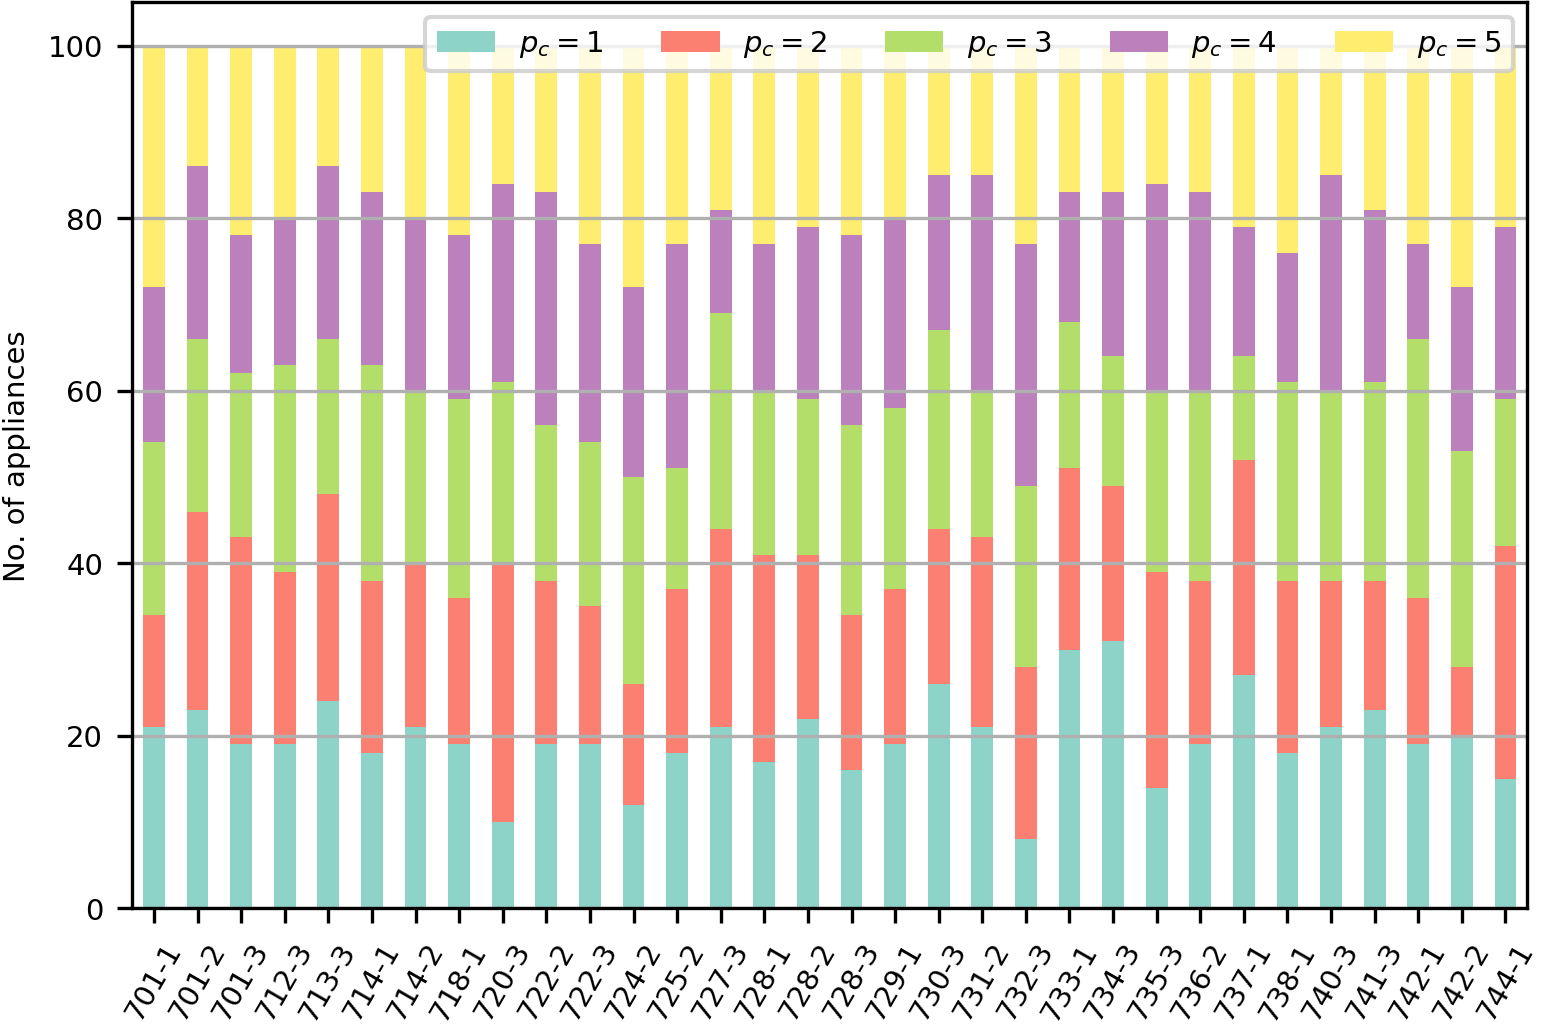 100
80
60
40
20
0
No. of appliances
p_c = 1 p_c = 2 p_c = 3 p_c = 4 p_c = 5
701-1 701-2 701-3 712-3 713-3 714-1 714-2 718-1 720-3 722-2 722-3 724-2 725-2 727-3 728-1 728-2 728-3 729-1 730-3 731-2 732-3 733-1 734-3 735-3 736-2 737-1 738-1 740-3 741-3 742-1 742-2 744-1